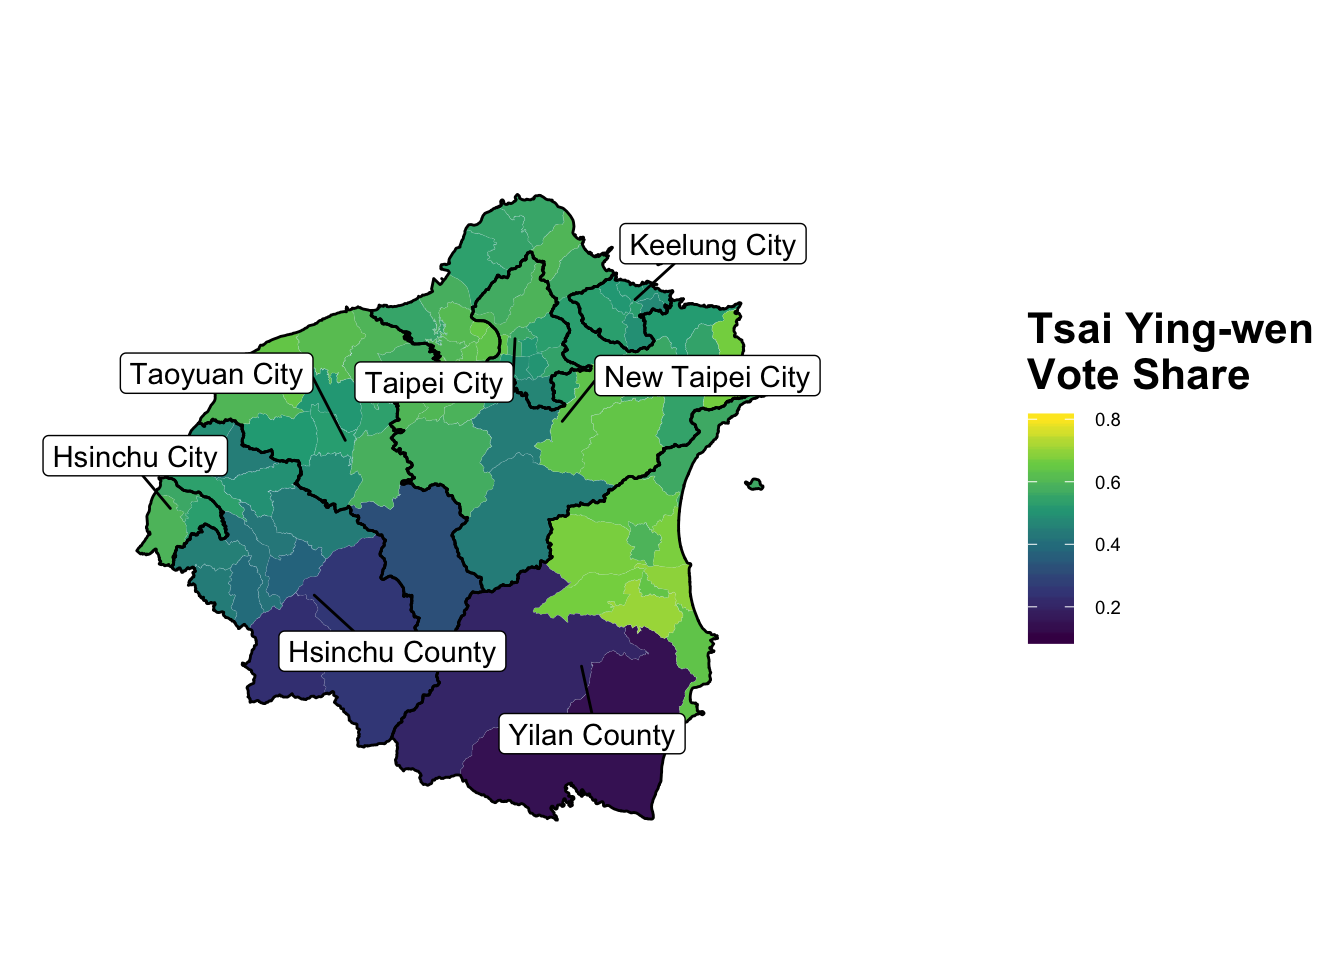 Keelung City
Taoyuan City
Taipei City
New Taipei City
Hsinchu City
Hsinchu County
Yilan County
Tsai Ying-wen
Vote Share
0.8
0.6
0.4
0.2